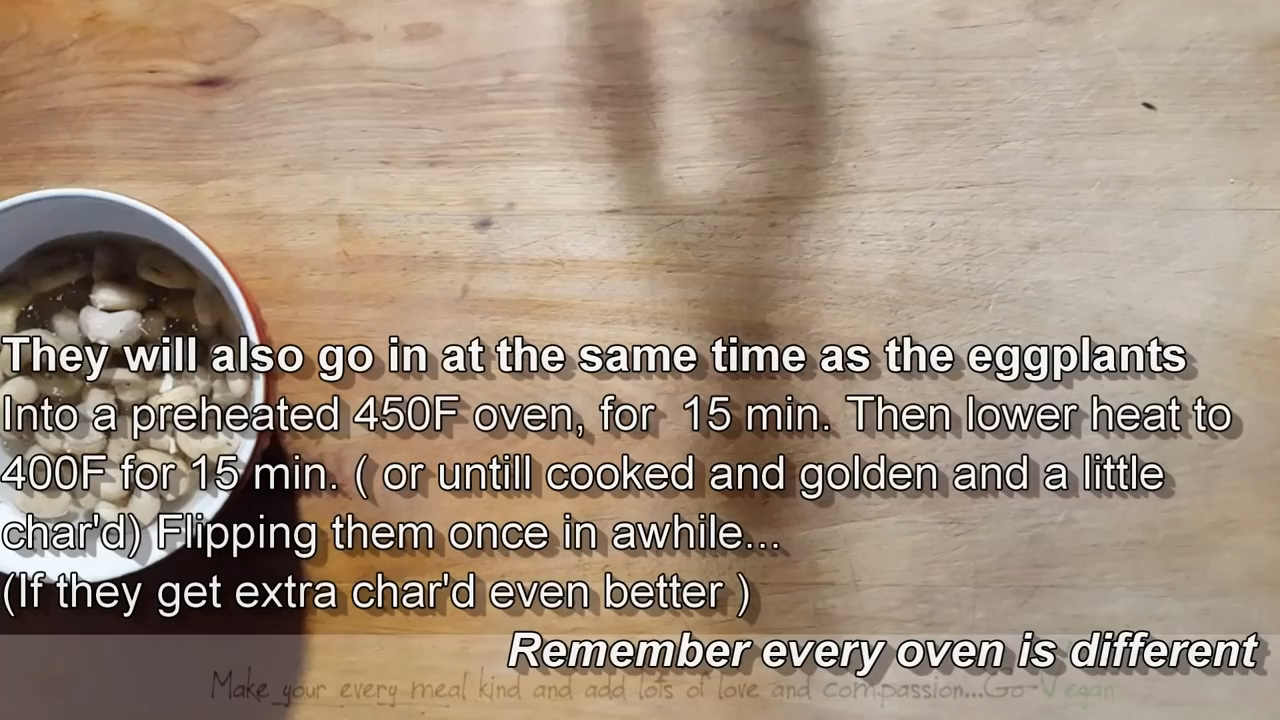 They will also go in at the same time as the eggplants
Into a preheated 450F oven, for  15 min. Then lower heat to
400F for 15 min. ( or untill cooked and golden and a little
char'd) Flipping them once in awhile...
(If they get extra char'd even better )
Remember every oven is different
Make your every meal kind and add lots of love and compassion...Go Vegan